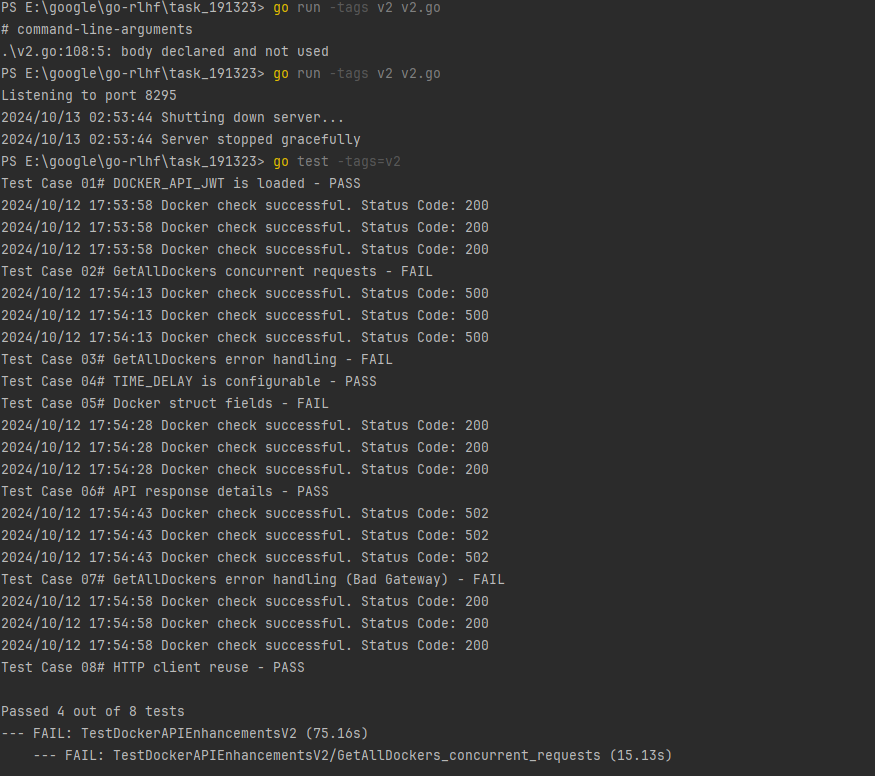 PS E:\google\go-rlhf\task_191323> go run -tags v2 v2.go
# command-line-arguments
.\v2.go:108:5: body declared and not used
PS E:\google\go-rlhf\task_191323> go run -tags v2 v2.go
Listening to port 8295
2024/10/13 02:53:44 Shutting down server...
2024/10/13 02:53:44 Server stopped gracefully
PS E:\google\go-rlhf\task_191323> go test -tags=v2
Test Case 01# DOCKER_API_JWT is loaded - PASS
2024/10/12 17:53:58 Docker check successful. Status Code: 200
2024/10/12 17:53:58 Docker check successful. Status Code: 200
2024/10/12 17:53:58 Docker check successful. Status Code: 200
Test Case 02# GetAllDockers concurrent requests - FAIL
2024/10/12 17:54:13 Docker check successful. Status Code: 500
2024/10/12 17:54:13 Docker check successful. Status Code: 500
2024/10/12 17:54:13 Docker check successful. Status Code: 500
Test Case 03# GetAllDockers error handling - FAIL
Test Case 04# TIME_DELAY is configurable - PASS
Test Case 05# Docker struct fields - FAIL
2024/10/12 17:54:28 Docker check successful. Status Code: 200
2024/10/12 17:54:28 Docker check successful. Status Code: 200
2024/10/12 17:54:28 Docker check successful. Status Code: 200
Test Case 06# API response details - PASS
2024/10/12 17:54:43 Docker check successful. Status Code: 502
2024/10/12 17:54:43 Docker check successful. Status Code: 502
2024/10/12 17:54:43 Docker check successful. Status Code: 502
Test Case 07# GetAllDockers error handling (Bad Gateway) - FAIL
2024/10/12 17:54:58 Docker check successful. Status Code: 200
2024/10/12 17:54:58 Docker check successful. Status Code: 200
2024/10/12 17:54:58 Docker check successful. Status Code: 200
Test Case 08# HTTP client reuse - PASS
Passed 4 out of 8 tests
--- FAIL: TestDockerAPIEnhancementsV2 (75.16s)
    --- FAIL: TestDockerAPIEnhancementsV2/GetAllDockers_concurrent_requests (15.13s)